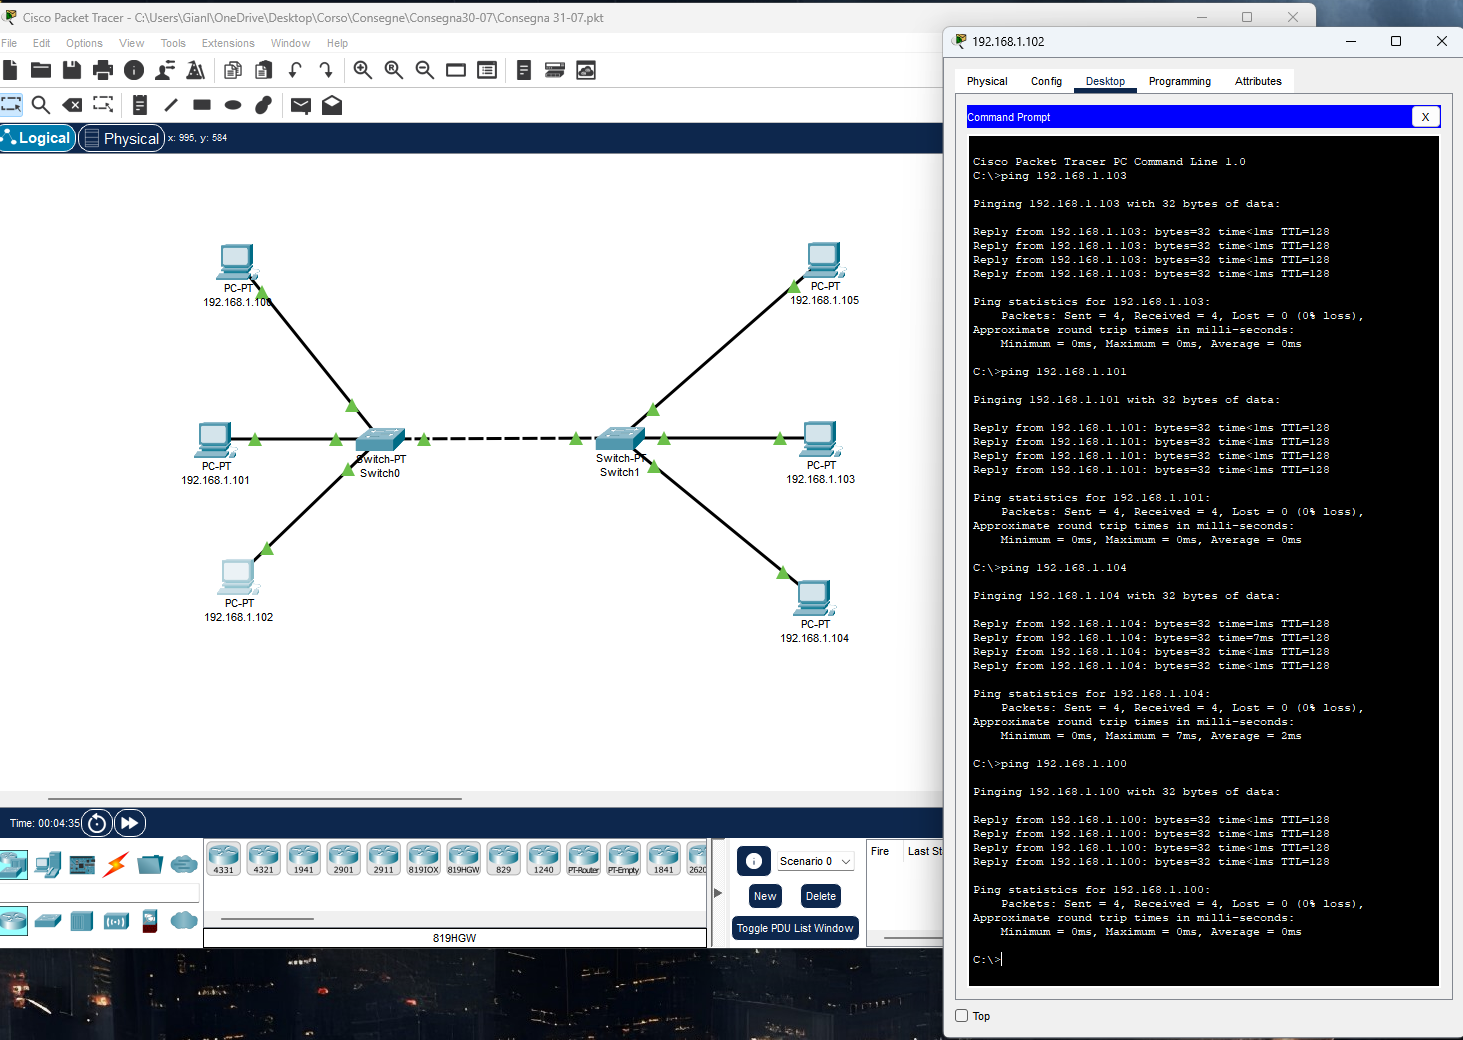 Cisco Packet Tracer - C:\Users\Gianl\OneDrive\Desktop\Corso\Consegne\Consegna30-07\Consegna 31-07.pkt
File Edit Options View Tools Extensions Window Help
Logical
Physical
x: 995, y: 584
PC-PT
192.168.1.100
PC-PT
192.168.1.105
PC-PT
192.168.1.101
Switch-PT
Switch0
Switch-PT
Switch1
PC-PT
192.168.1.103
PC-PT
192.168.1.102
PC-PT
192.168.1.104
Time: 00:04:35
4331 4321 1941 2901 2911 819IOX 819HGW 829 1240 PT-Router PT-Empty 1841 2620
819HGW
Scenario 0
New Delete
Toggle PDU List Window
Fire Last St
192.168.1.102
Physical Config Desktop Programming Attributes
Command Prompt
X
Cisco Packet Tracer PC Command Line 1.0
C:\>ping 192.168.1.103
Pinging 192.168.1.103 with 32 bytes of data:
Reply from 192.168.1.103: bytes=32 time<1ms TTL=128
Reply from 192.168.1.103: bytes=32 time<1ms TTL=128
Reply from 192.168.1.103: bytes=32 time<1ms TTL=128
Reply from 192.168.1.103: bytes=32 time<1ms TTL=128
Ping statistics for 192.168.1.103:
Packets: Sent = 4, Received = 4, Lost = 0 (0% loss),
Approximate round trip times in milli-seconds:
Minimum = 0ms, Maximum = 0ms, Average = 0ms
C:\>ping 192.168.1.101
Pinging 192.168.1.101 with 32 bytes of data:
Reply from 192.168.1.101: bytes=32 time<1ms TTL=128
Reply from 192.168.1.101: bytes=32 time<1ms TTL=128
Reply from 192.168.1.101: bytes=32 time<1ms TTL=128
Reply from 192.168.1.101: bytes=32 time<1ms TTL=128
Ping statistics for 192.168.1.101:
Packets: Sent = 4, Received = 4, Lost = 0 (0% loss),
Approximate round trip times in milli-seconds:
Minimum = 0ms, Maximum = 0ms, Average = 0ms
C:\>ping 192.168.1.104
Pinging 192.168.1.104 with 32 bytes of data:
Reply from 192.168.1.104: bytes=32 time=1ms TTL=128
Reply from 192.168.1.104: bytes=32 time=7ms TTL=128
Reply from 192.168.1.104: bytes=32 time<1ms TTL=128
Reply from 192.168.1.104: bytes=32 time<1ms TTL=128
Ping statistics for 192.168.1.104:
Packets: Sent = 4, Received = 4, Lost = 0 (0% loss),
Approximate round trip times in milli-seconds:
Minimum = 0ms, Maximum = 7ms, Average = 2ms
C:\>ping 192.168.1.100
Pinging 192.168.1.100 with 32 bytes of data:
Reply from 192.168.1.100: bytes=32 time<1ms TTL=128
Reply from 192.168.1.100: bytes=32 time<1ms TTL=128
Reply from 192.168.1.100: bytes=32 time<1ms TTL=128
Reply from 192.168.1.100: bytes=32 time<1ms TTL=128
Ping statistics for 192.168.1.100:
Packets: Sent = 4, Received = 4, Lost = 0 (0% loss),
Approximate round trip times in milli-seconds:
Minimum = 0ms, Maximum = 0ms, Average = 0ms
C:\>
Top